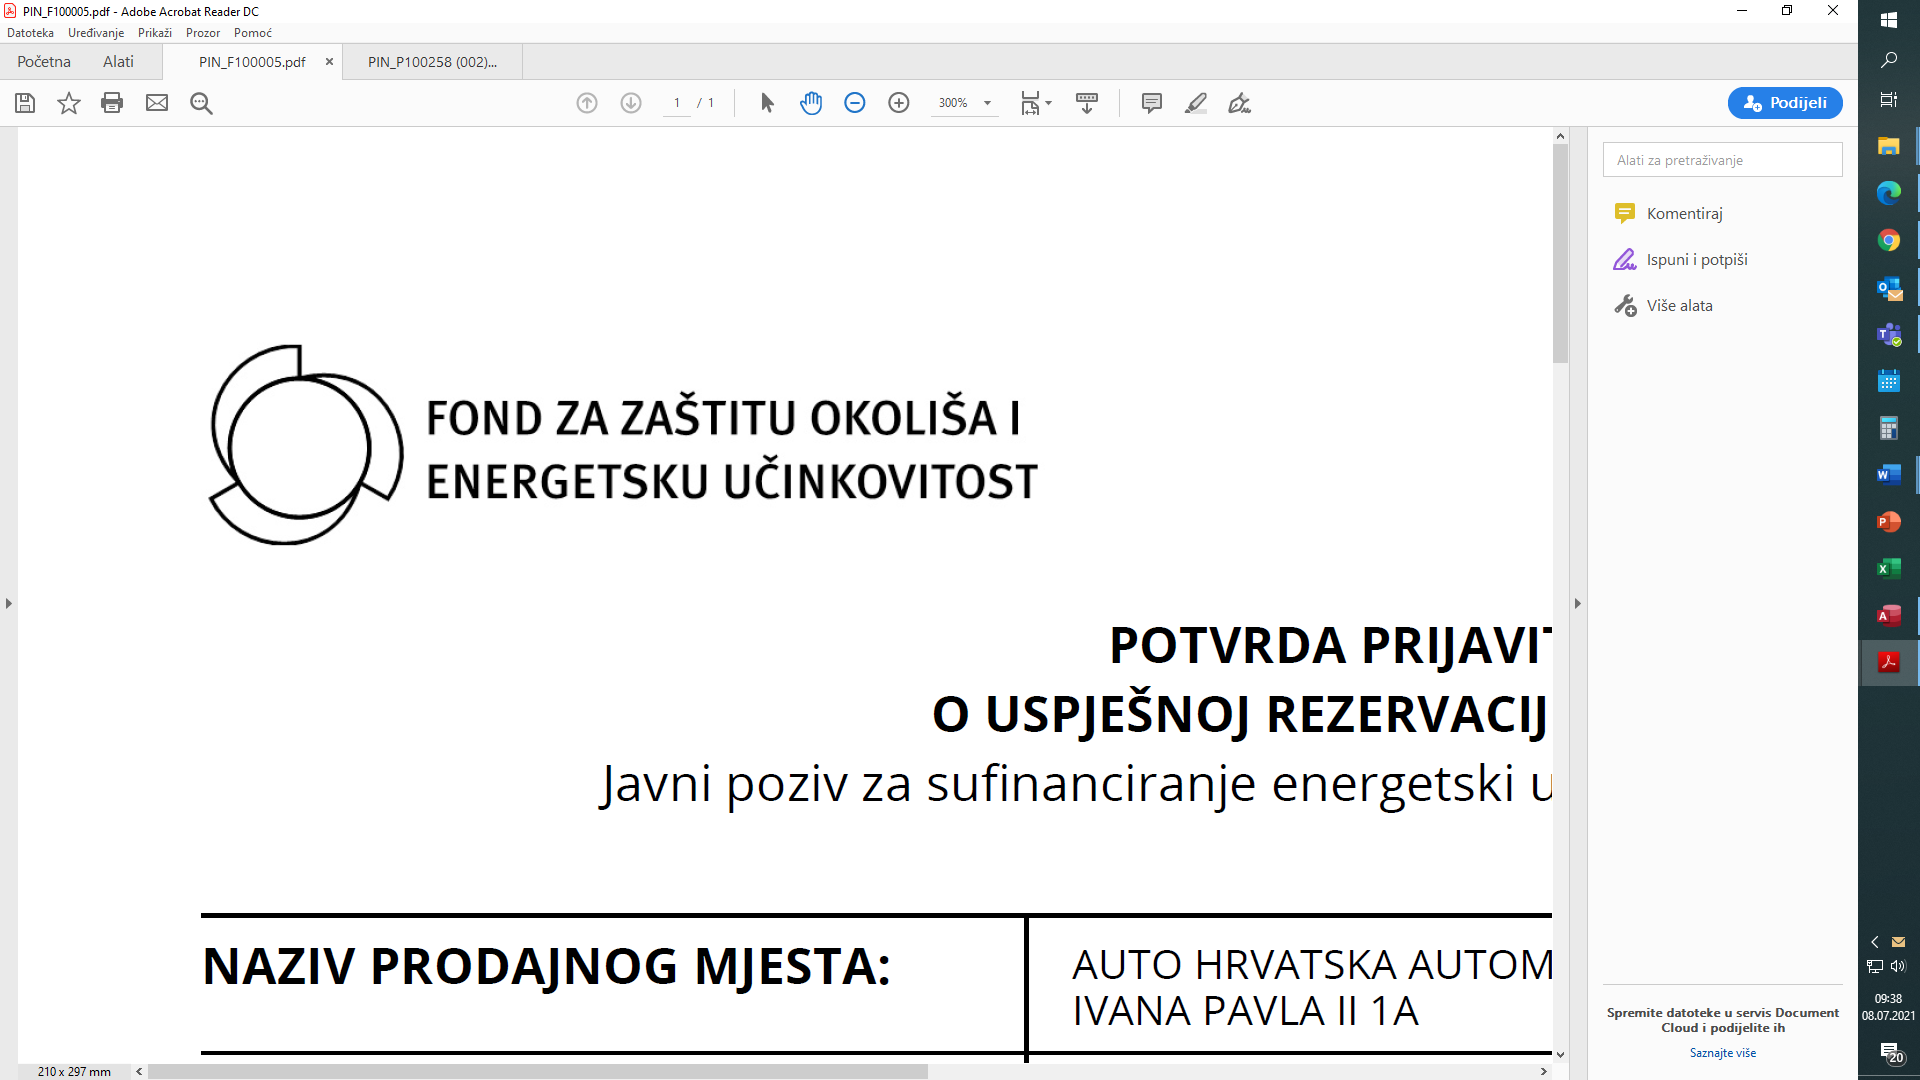 PIN_F100005.pdf - Adobe Acrobat Reader DC
Datoteka Uređivanje Prikaži Prozor Pomoć
Početna Alati PIN_F100005.pdf × PIN_P100258 (002)...
1 / 1 300% Podijeli
Alati za pretraživanje
Komentiraj
Ispuni i potpiši
Više alata
FOND ZA ZAŠTITU OKOLIŠA I
ENERGETSKU UČINKOVITOST
POTVRDA PRIJAVIT
O USPJEŠNOJ REZERVACIJ
Javni poziv za sufinanciranje energetski u
NAZIV PRODAJNOG MJESTA:
AUTO HRVATSKA AUTOM
IVANA PAVLA II 1A
Spremite datoteke u servis Document
Cloud i podijelite ih
Saznajte više
210 x 297 mm
09:38
08.07.2021
20